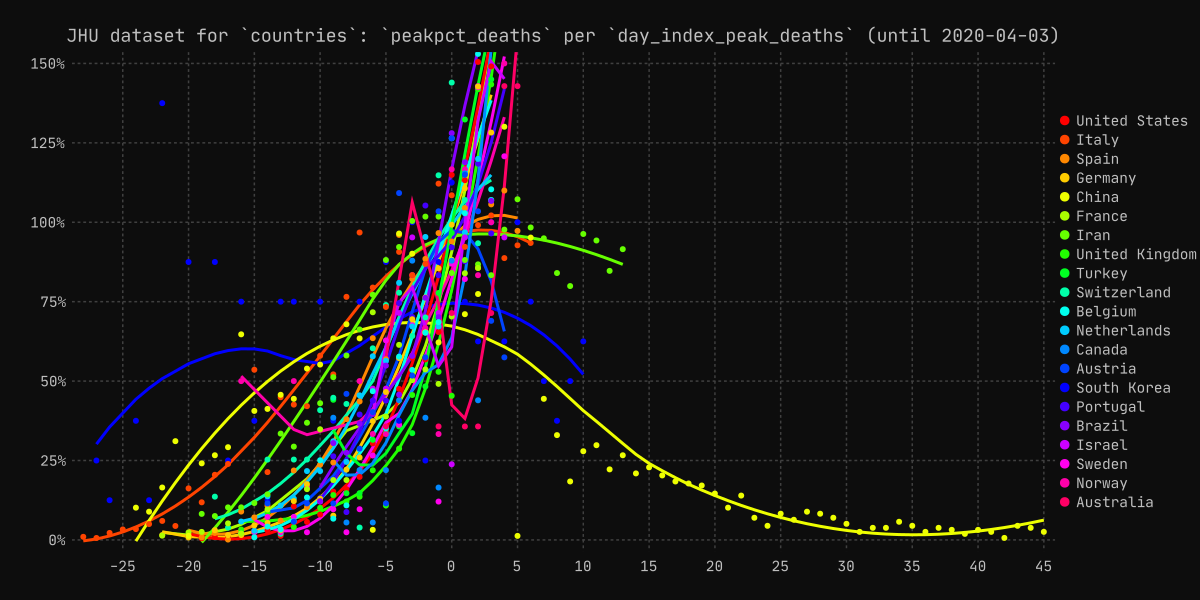 JHU dataset for `countries`: `peakpct_deaths` per `day_index_peak_deaths` (until 2020-04-03)
150%
125%
100%
75%
50%
25%
0%
-25 -20 -15 -10 -5 0 5 10 15 20 25 30 35 40 45
United States
Italy
Spain
Germany
China
France
Iran
United Kingdom
Turkey
Switzerland
Belgium
Netherlands
Canada
Austria
South Korea
Portugal
Brazil
Israel
Sweden
Norway
Australia